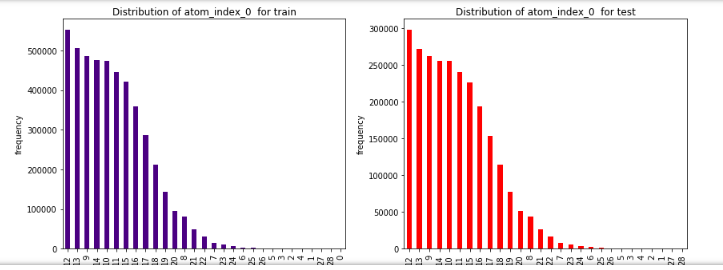 Distribution of atom_index_0 for train
frequency
500000
400000
300000
200000
100000
0
12 13 9 14 10 11 15 16 17 18 19 20 8 21 22 7 23 24 6 25 26 5 3 2 4 1 27 28 0
Distribution of atom_index_0 for test
frequency
300000
250000
200000
150000
100000
50000
0
12 13 9 14 10 11 15 16 17 18 19 20 8 21 22 7 23 24 6 25 26 5 3 2 4 1 27 28